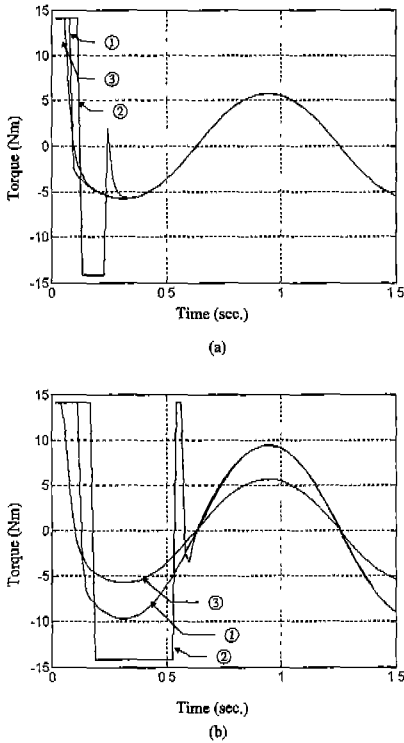 15
10
①
③
②
5
0
-5
-10
-15
Torque (Nm)
0 0 5 1 1 5
Time (sec.)
(a)
15
10
5
0
-5
-10
-15
Torque (Nm)
③
①
②
0 0 5 1 1 5
Time (sec.)
(b)